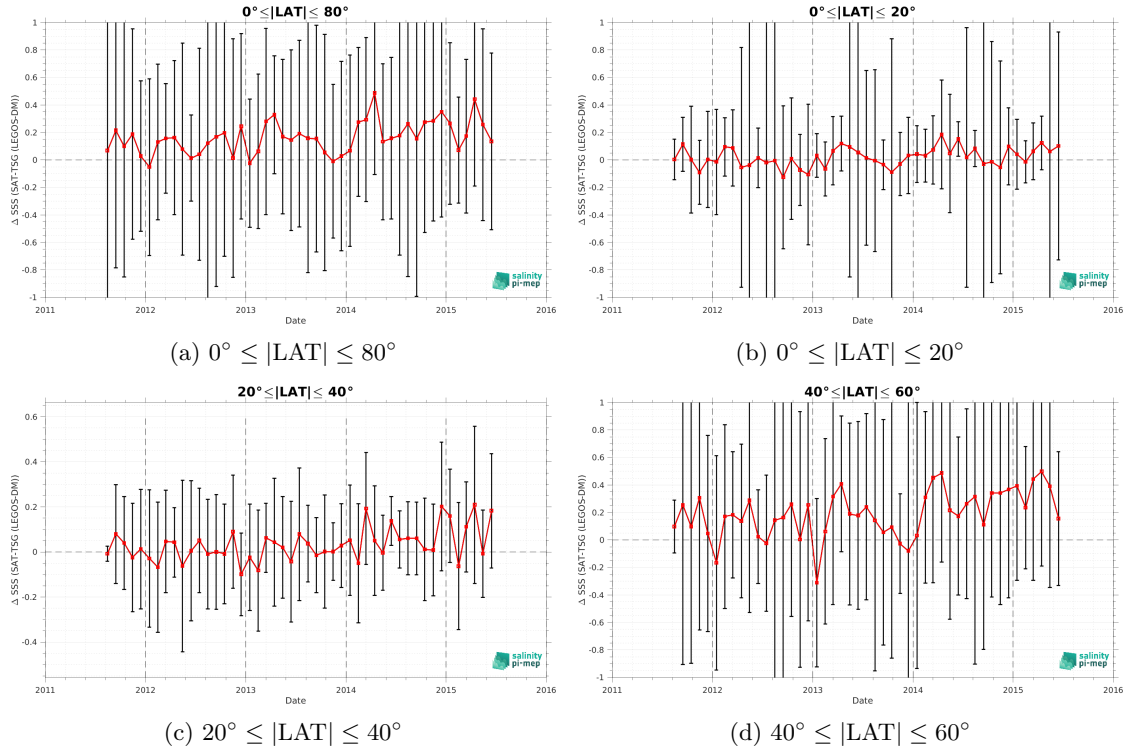 0°≤|LAT|≤ 80°
Δ SSS (SAT-TSG (LEGOS-DM))
1
0.8
0.6
0.4
0.2
0
-0.2
-0.4
-0.6
-0.8
-1
2011 2012 2013 2014 2015 2016
Date
salinity
pi-mep
(a) 0° ≤ |LAT| ≤ 80°
0°≤|LAT|≤ 20°
Δ SSS (SAT-TSG (LEGOS-DM))
1
0.8
0.6
0.4
0.2
0
-0.2
-0.4
-0.6
-0.8
-1
2011 2012 2013 2014 2015 2016
Date
salinity
pi-mep
(b) 0° ≤ |LAT| ≤ 20°
20°≤|LAT|≤ 40°
Δ SSS (SAT-TSG (LEGOS-DM))
0.6
0.4
0.2
0
-0.2
-0.4
2011 2012 2013 2014 2015 2016
Date
salinity
pi-mep
(c) 20° ≤ |LAT| ≤ 40°
40°≤|LAT|≤ 60°
Δ SSS (SAT-TSG (LEGOS-DM))
1
0.8
0.6
0.4
0.2
0
-0.2
-0.4
-0.6
-0.8
-1
2011 2012 2013 2014 2015 2016
Date
salinity
pi-mep
(d) 40° ≤ |LAT| ≤ 60°